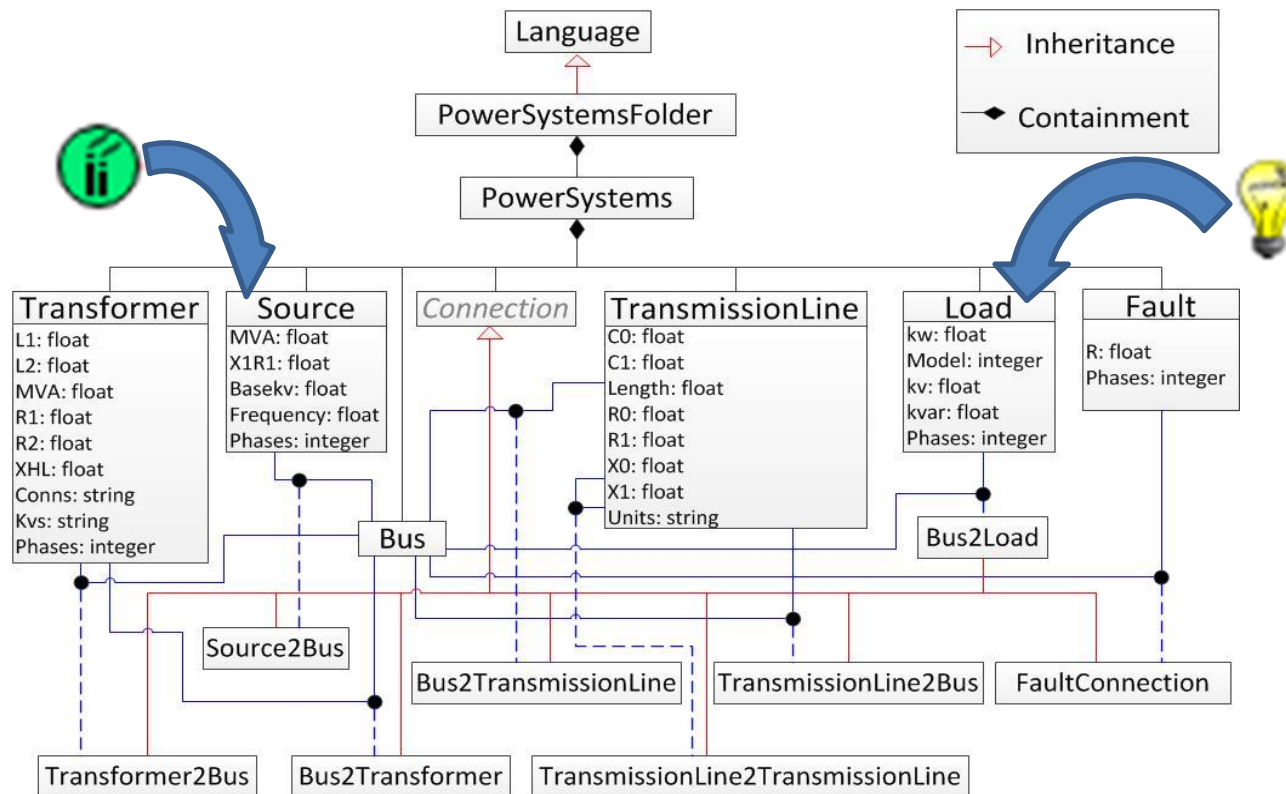 Language
Inheritance
Containment
PowerSystemsFolder
PowerSystems
Transformer
L1: float
L2: float
MVA: float
R1: float
R2: float
XHL: float
Conns: string
Kvs: string
Phases: integer
Source
MVA: float
X1R1: float
Basekv: float
Frequency: float
Phases: integer
Connection
TransmissionLine
C0: float
C1: float
Length: float
R0: float
R1: float
X0: float
X1: float
Units: string
Load
kw: float
Model: integer
kv: float
kvar: float
Phases: integer
Fault
R: float
Phases: integer
Bus
Bus2Load
Source2Bus
Bus2TransmissionLine
TransmissionLine2Bus
FaultConnection
Transformer2Bus
Bus2Transformer
TransmissionLine2TransmissionLine